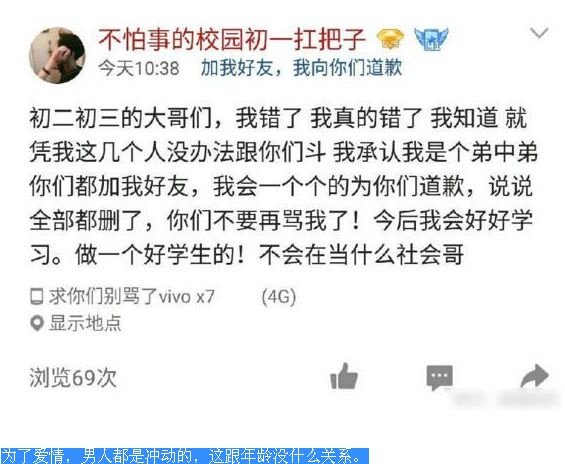 不怕事的校园初一扛把子
今天10:38 加我好友，我向你们道歉
初二初三的大哥们，我错了 我真的错了 我知道 就
凭我这几个人没办法跟你们斗 我承认我是个弟中弟
你们都加我好友，我会一个个的为你们道歉，说说
全部都删了，你们不要再骂我了！今后我会好好学
习。做一个好学生的！不会在当什么社会哥
求你们别骂了vivo x7 (4G)
显示地点
浏览69次
为了爱情，男人都是冲动的，这跟年龄没什么关系。